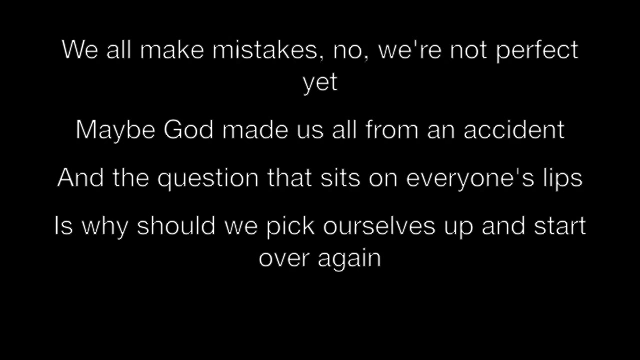 We all make mistakes, no, we're not perfect
yet
Maybe God made us all from an accident
And the question that sits on everyone's lips
Is why should we pick ourselves up and start
over again